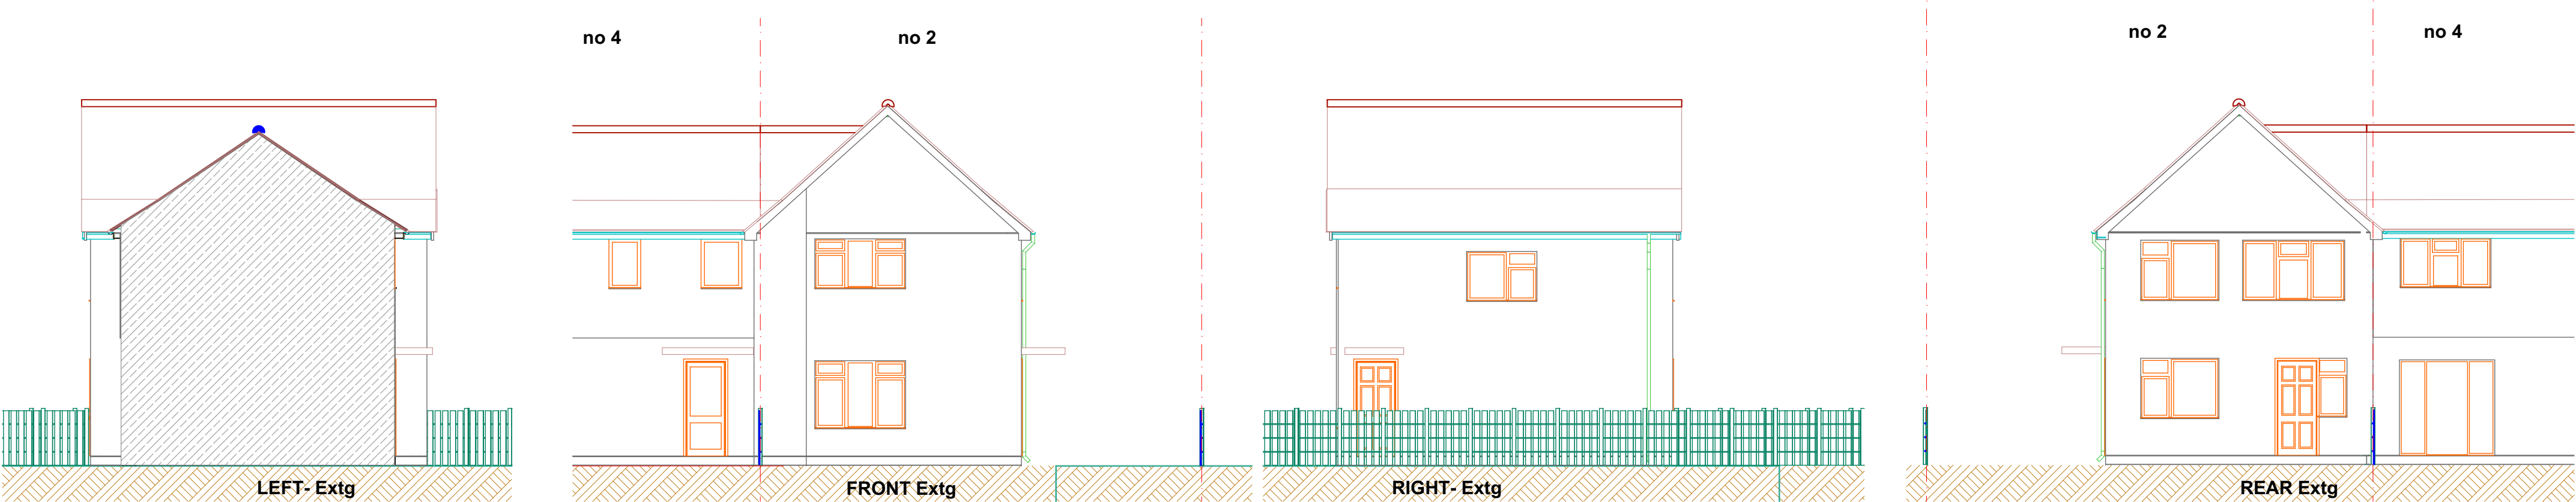 no 4
no 2
no 2
no 4
LEFT- Extg
FRONT Extg
RIGHT- Extg
REAR Extg